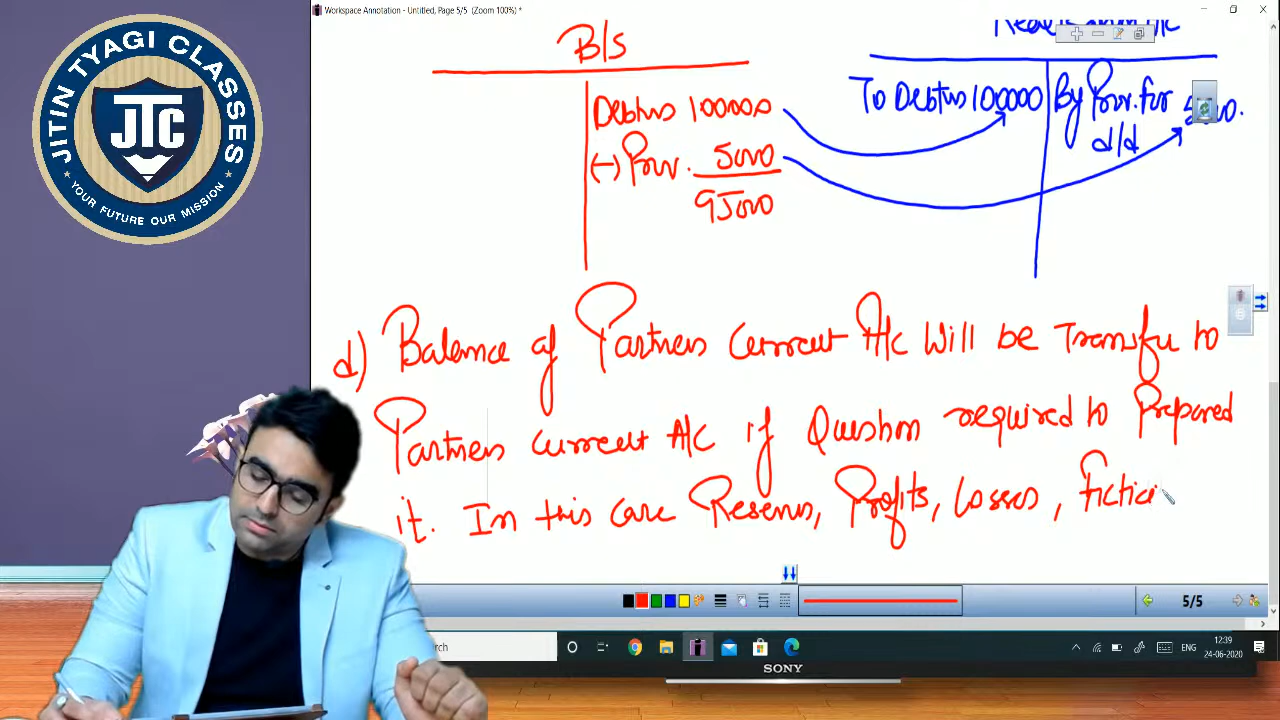 Workspace Annotation - Untitled, Page 5/5 (Zoom 100%) *
JITIN TYAGI CLASSES
JTC
"YOUR FUTURE OUR MISSION"
B/S
Debtors 100000
(-) Prov. 5000
95000
To Debtors 100000
By Prov. for
d/d
d) Balance of Partners Current A/c Will be Transfer to
Partners current A/c if Question required to Prepared
it. In this case Reserves, Profits, Losses, Fictici
5/5
rch
ENG
12:39
24-06-2020
SONY